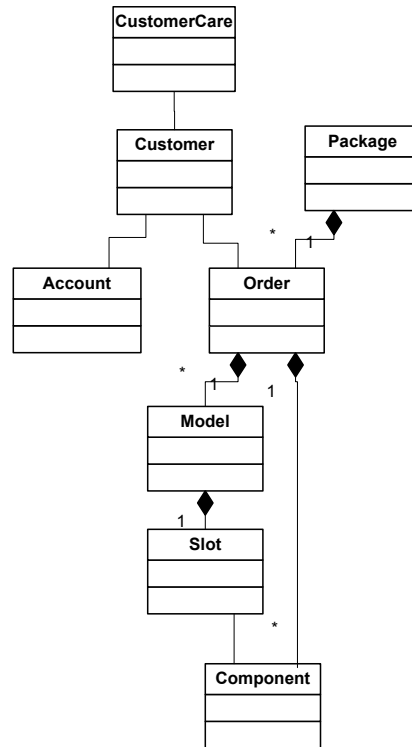 CustomerCare
Customer
Package
*
1
Account
Order
*
1
1
Model
1
Slot
*
Component